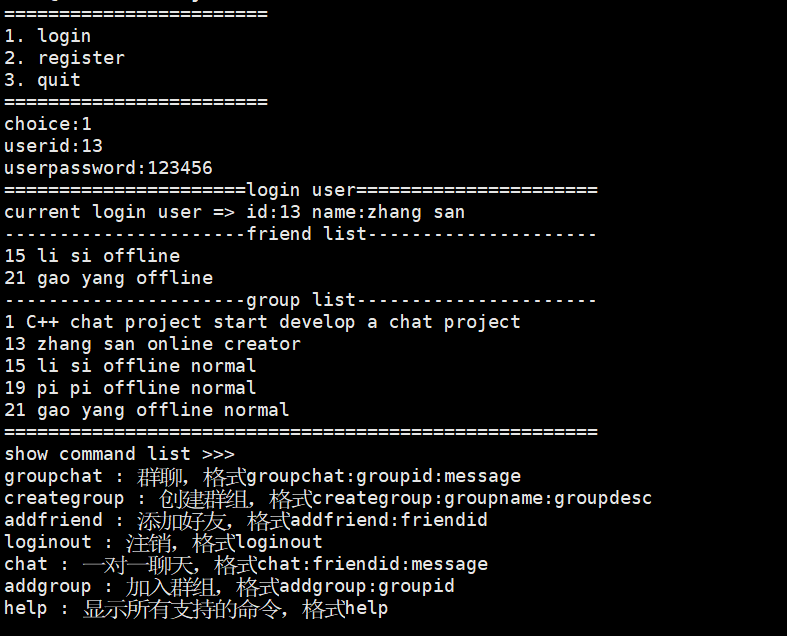 ========================
1. login
2. register
3. quit
========================
choice:1
userid:13
userpassword:123456
======================login user======================
current login user => id:13 name:zhang san
----------------------friend list---------------------
15 li si offline
21 gao yang offline
----------------------group list----------------------
1 C++ chat project start develop a chat project
13 zhang san online creator
15 li si offline normal
19 pi pi offline normal
21 gao yang offline normal
======================================================
show command list >>>
groupchat : 群聊，格式groupchat:groupid:message
creategroup : 创建群组，格式creategroup:groupname:groupdesc
addfriend : 添加好友，格式addfriend:friendid
loginout : 注销，格式loginout
chat : 一对一聊天，格式chat:friendid:message
addgroup : 加入群组，格式addgroup:groupid
help : 显示所有支持的命令，格式help